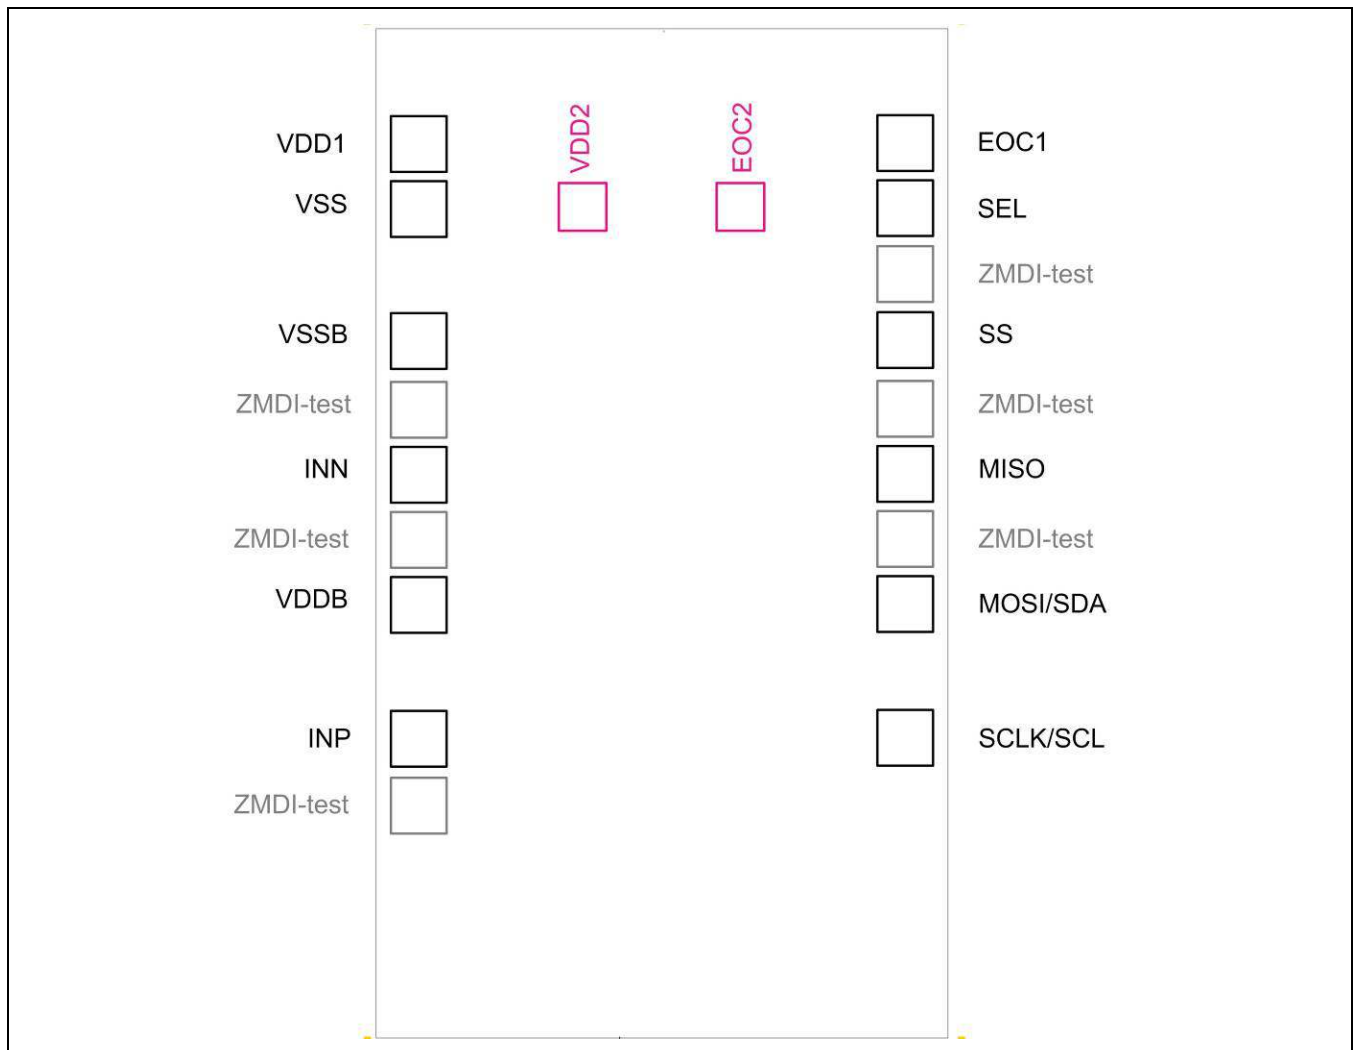 VDD1
VSS
VSSB
ZMDI-test
INN
ZMDI-test
VDDB
INP
ZMDI-test
VDD2
EOC2
EOC1
SEL
ZMDI-test
SS
ZMDI-test
MISO
ZMDI-test
MOSI/SDA
SCLK/SCL